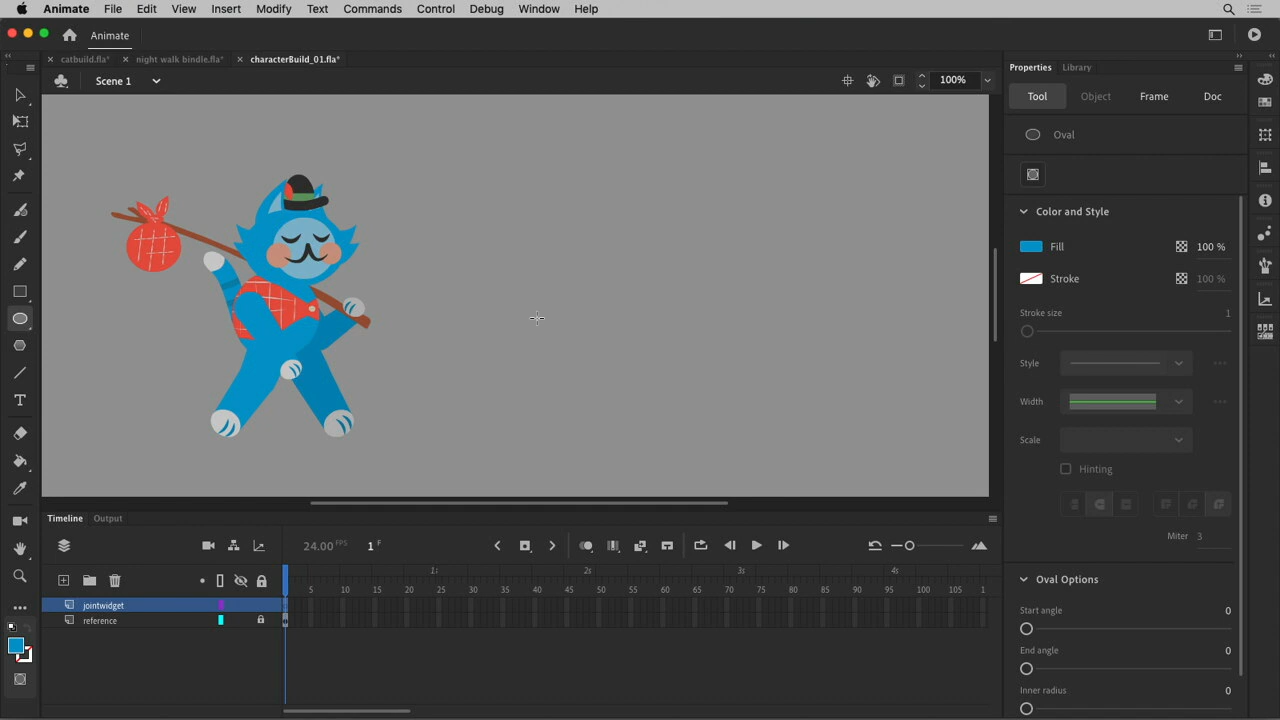 Animate File Edit View Insert Modify Text Commands Control Debug Window Help
Animate
catbuild.fla* night walk bindle.fla* characterBuild_01.fla*
Scene 1 100%
Properties Library
Tool Object Frame Doc
Oval
Color and Style
Fill 100 %
Stroke 100 %
Stroke size 1
Style
Width
Scale
Hinting
Miter 3
Oval Options
Start angle 0
End angle 0
Inner radius 0
Timeline Output
24.00 FPS 1 F
1s 2s 3s 4s
5 10 15 20 25 30 35 40 45 50 55 60 65 70 75 80 85 90 95 100 105 1
jointwidget
reference